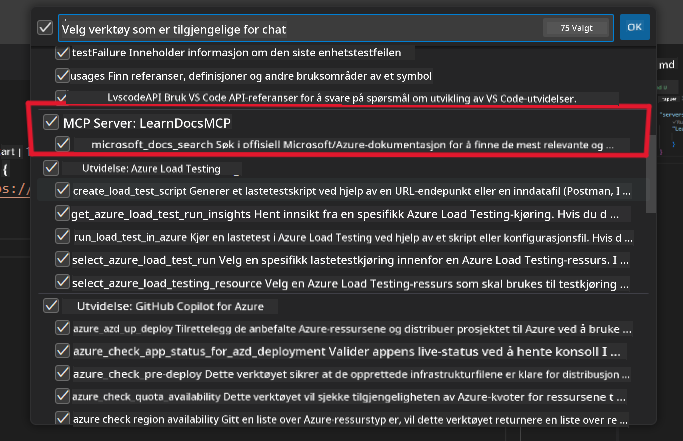 Velg verktøy som er tilgjengelige for chat
75 Valgt
OK
testFailure Inneholder informasjon om den siste enhetstestfeilen
usages Finn referanser, definisjoner og andre bruksområder av et symbol
LvscodeAPI Bruk VS Code API-referanser for å svare på spørsmål om utvikling av VS Code-utvidelser.
MCP Server: LearnDocsMCP
microsoft_docs_search Søk i offisiell Microsoft/Azure-dokumentasjon for å finne de mest relevante og ...
Utvidelse: Azure Load Testing
create_load_test_script Generer et lastetestskript ved hjelp av en URL-endepunkt eller en inndatafil (Postman, I ...
get_azure_load_test_run_insights Hent innsikt fra en spesifikk Azure Load Testing-kjøring. Hvis du d ...
run_load_test_in_azure Kjør en lastetest i Azure Load Testing ved hjelp av et skript eller konfigurasjonsfil. Hvis d ...
select_azure_load_test_run Velg en spesifikk lastetestkjøring innenfor en Azure Load Testing-ressurs. I ...
select_azure_load_testing_resource Velg en Azure Load Testing-ressurs som skal brukes til testkjøring ...
Utvidelse: GitHub Copilot for Azure
azure_azd_up_deploy Tilrettelegg de anbefalte Azure-ressursene og distribuer prosjektet til Azure ved å bruke ...
azure_check_app_status_for_azd_deployment Valider appens live-status ved å hente konsoll I ...
azure_check_pre-deploy Dette verktøyet sikrer at de opprettede infrastrukturfilene er klare for distribusjon ...
azure_check_quota_availability Dette verktøyet vil sjekke tilgjengeligheten av Azure-kvoter for ressursene t ...
azure check region availability Gitt en liste over Azure-ressurstyp er, vil dette verktøyet returnere en liste over re ...
md
art |
{
s://